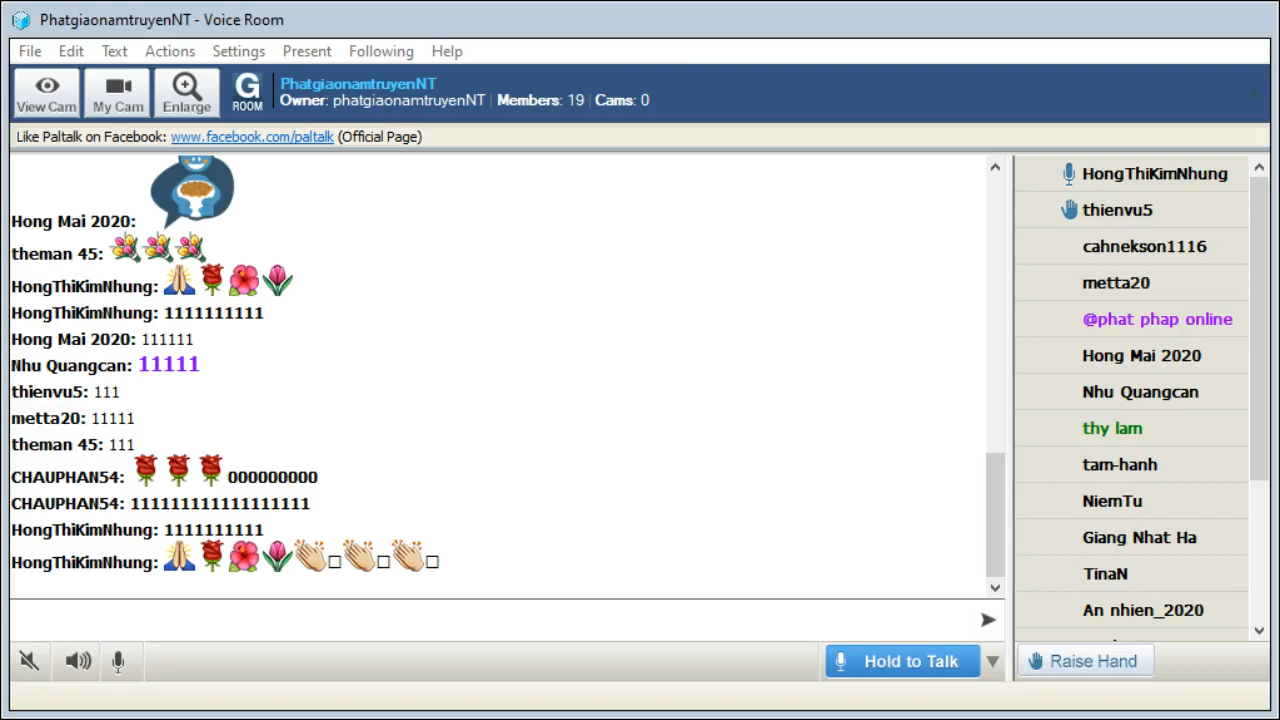 PhatgiaonamtruyenNT - Voice Room
File Edit Text Actions Settings Present Following Help
View Cam My Cam Enlarge G ROOM
PhatgiaonamtruyenNT
Owner: phatgiaonamtruyenNT | Members: 19 | Cams: 0
Like Paltalk on Facebook: www.facebook.com/paltalk (Official Page)
Hong Mai 2020:
theman 45:
HongThiKimNhung:
HongThiKimNhung: 1111111111
Hong Mai 2020: 111111
Nhu Quangcan: 11111
thienvu5: 111
metta20: 11111
theman 45: 111
CHAUPHAN54: 000000000
CHAUPHAN54: 111111111111111111
HongThiKimNhung: 1111111111
HongThiKimNhung:
HongThiKimNhung
thienvu5
cahnekson1116
metta20
@phat phap online
Hong Mai 2020
Nhu Quangcan
thy lam
tam-hanh
NiemTu
Giang Nhat Ha
TinaN
An nhien_2020
Hold to Talk
Raise Hand